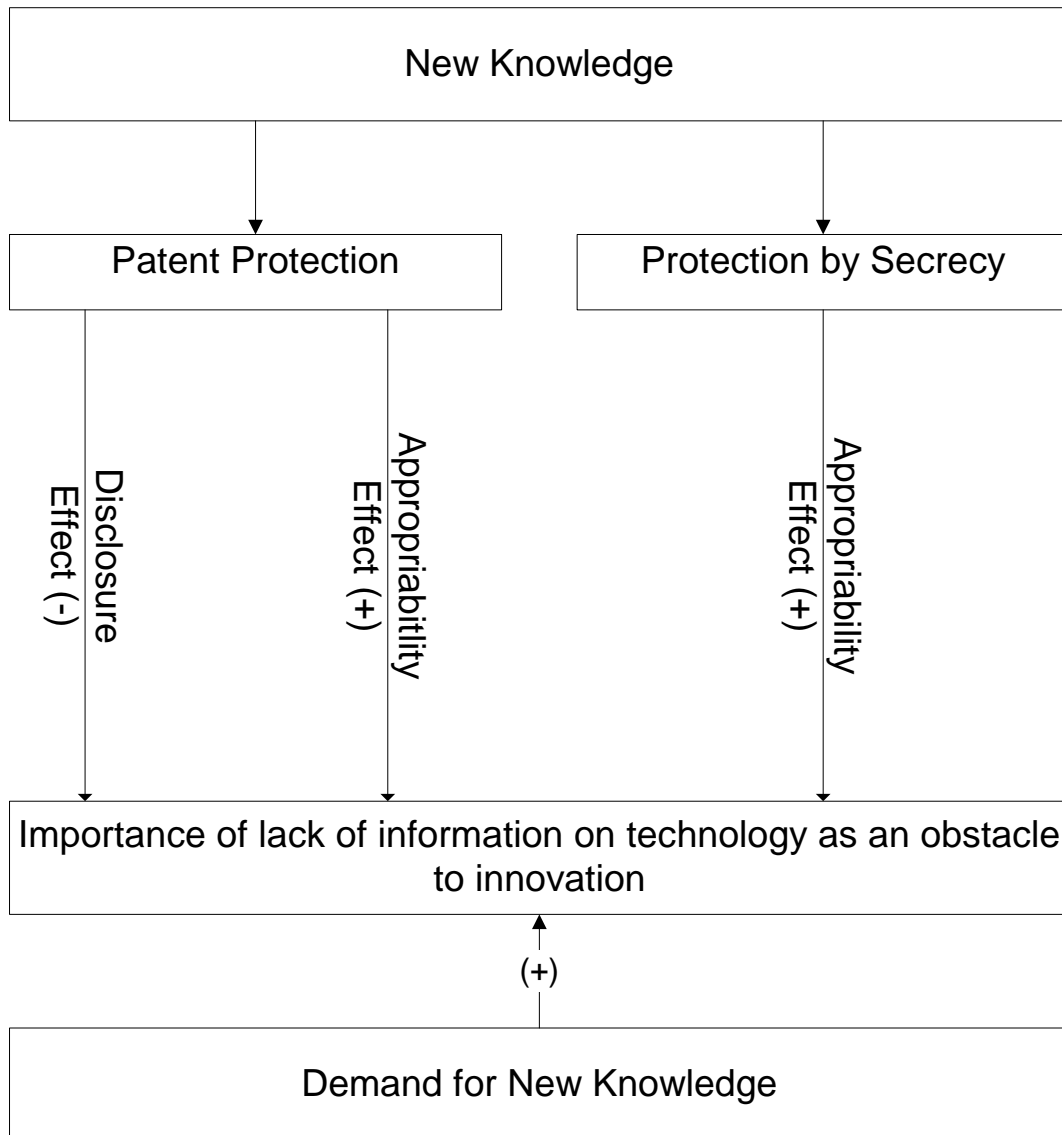 New Knowledge
Patent Protection
Protection by Secrecy
Disclosure
Effect (-)
Appropriabitlity
Effect (+)
Appropriability
Effect (+)
Importance of lack of information on technology as an obstacle
to innovation
(+)
Demand for New Knowledge